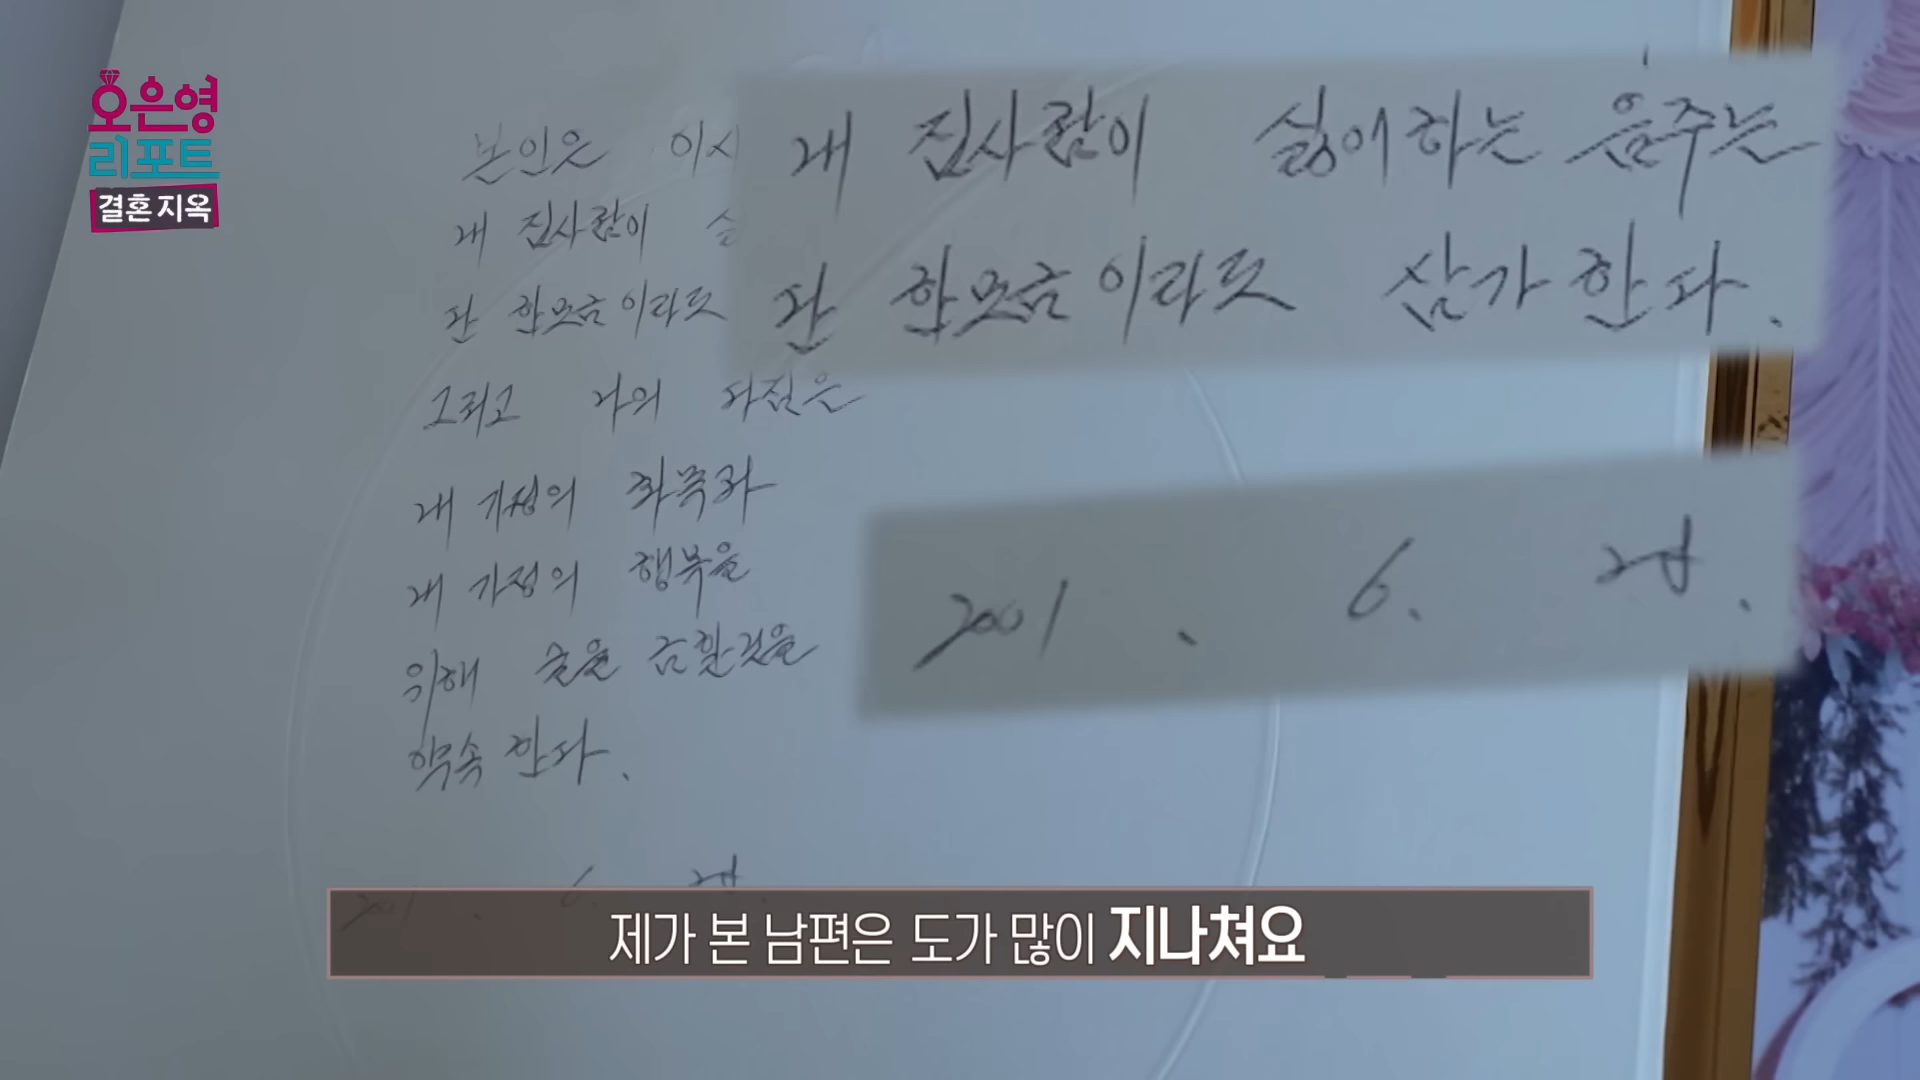 오은영
리포트
결혼 지옥
본인은 이시
내 집사람이 싫
단 한모금이라도
그리고 나의 다짐은
내 가정의 화목과
내 가정의 행복을
위해 술을 금할것을
약속 한다.
2001. 6.
내 집사람이 싫어하는 음주는
단 한모금이라도 삼가한다.
2001. 6.
제가 본 남편은 도가 많이 지나쳐요